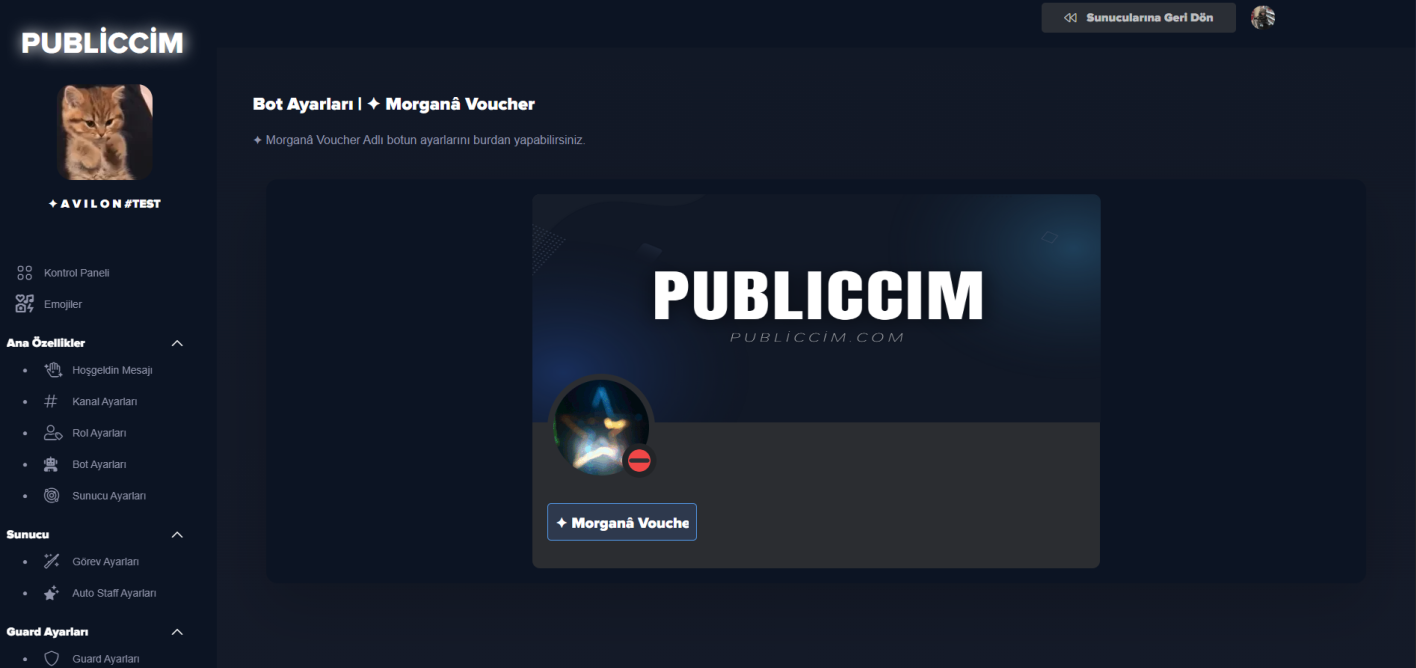 PUBLİCCİM
✦ A V I L O N #TEST
Kontrol Paneli
Emojiler
Ana Özellikler
Hoşgeldin Mesajı
Kanal Ayarları
Rol Ayarları
Bot Ayarları
Sunucu Ayarları
Sunucu
Görev Ayarları
Auto Staff Ayarları
Guard Ayarları
Guard Ayarları
Sunucularına Geri Dön
Bot Ayarları | ✦ Morganâ Voucher
✦ Morganâ Voucher Adlı botun ayarlarını burdan yapabilirsiniz.
PUBLICCIM
PUBLİCCİM.COM
✦ Morganâ Vouche